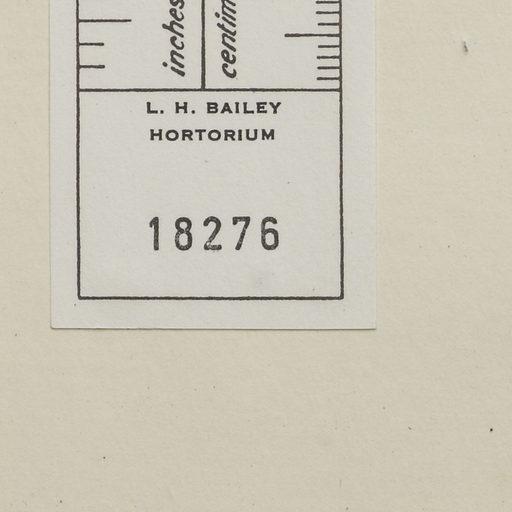 inches
centim
L. H. BAILEY
HORTORIUM
18276